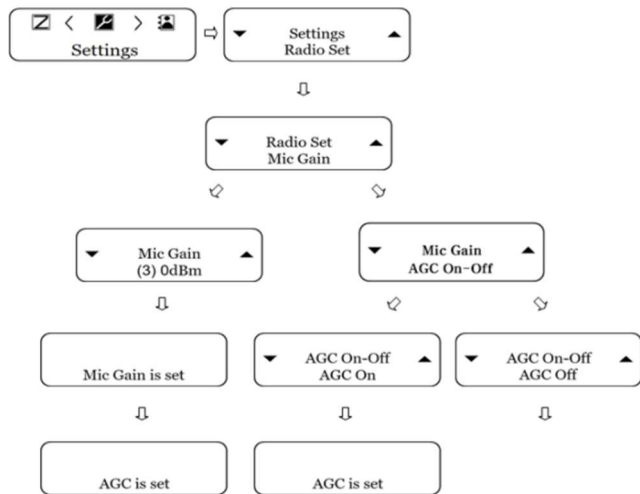 Settings
Settings
Radio Set
Radio Set
Mic Gain
Mic Gain
(3) 0dBm
Mic Gain
AGC On-Off
Mic Gain is set
AGC On-Off
AGC On
AGC On-Off
AGC Off
AGC is set
AGC is set